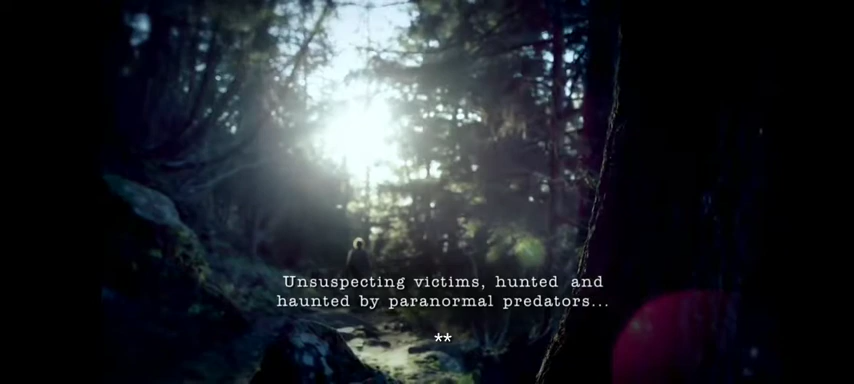 Unsuspecting victims, hunted and
haunted by paranormal predators...
**